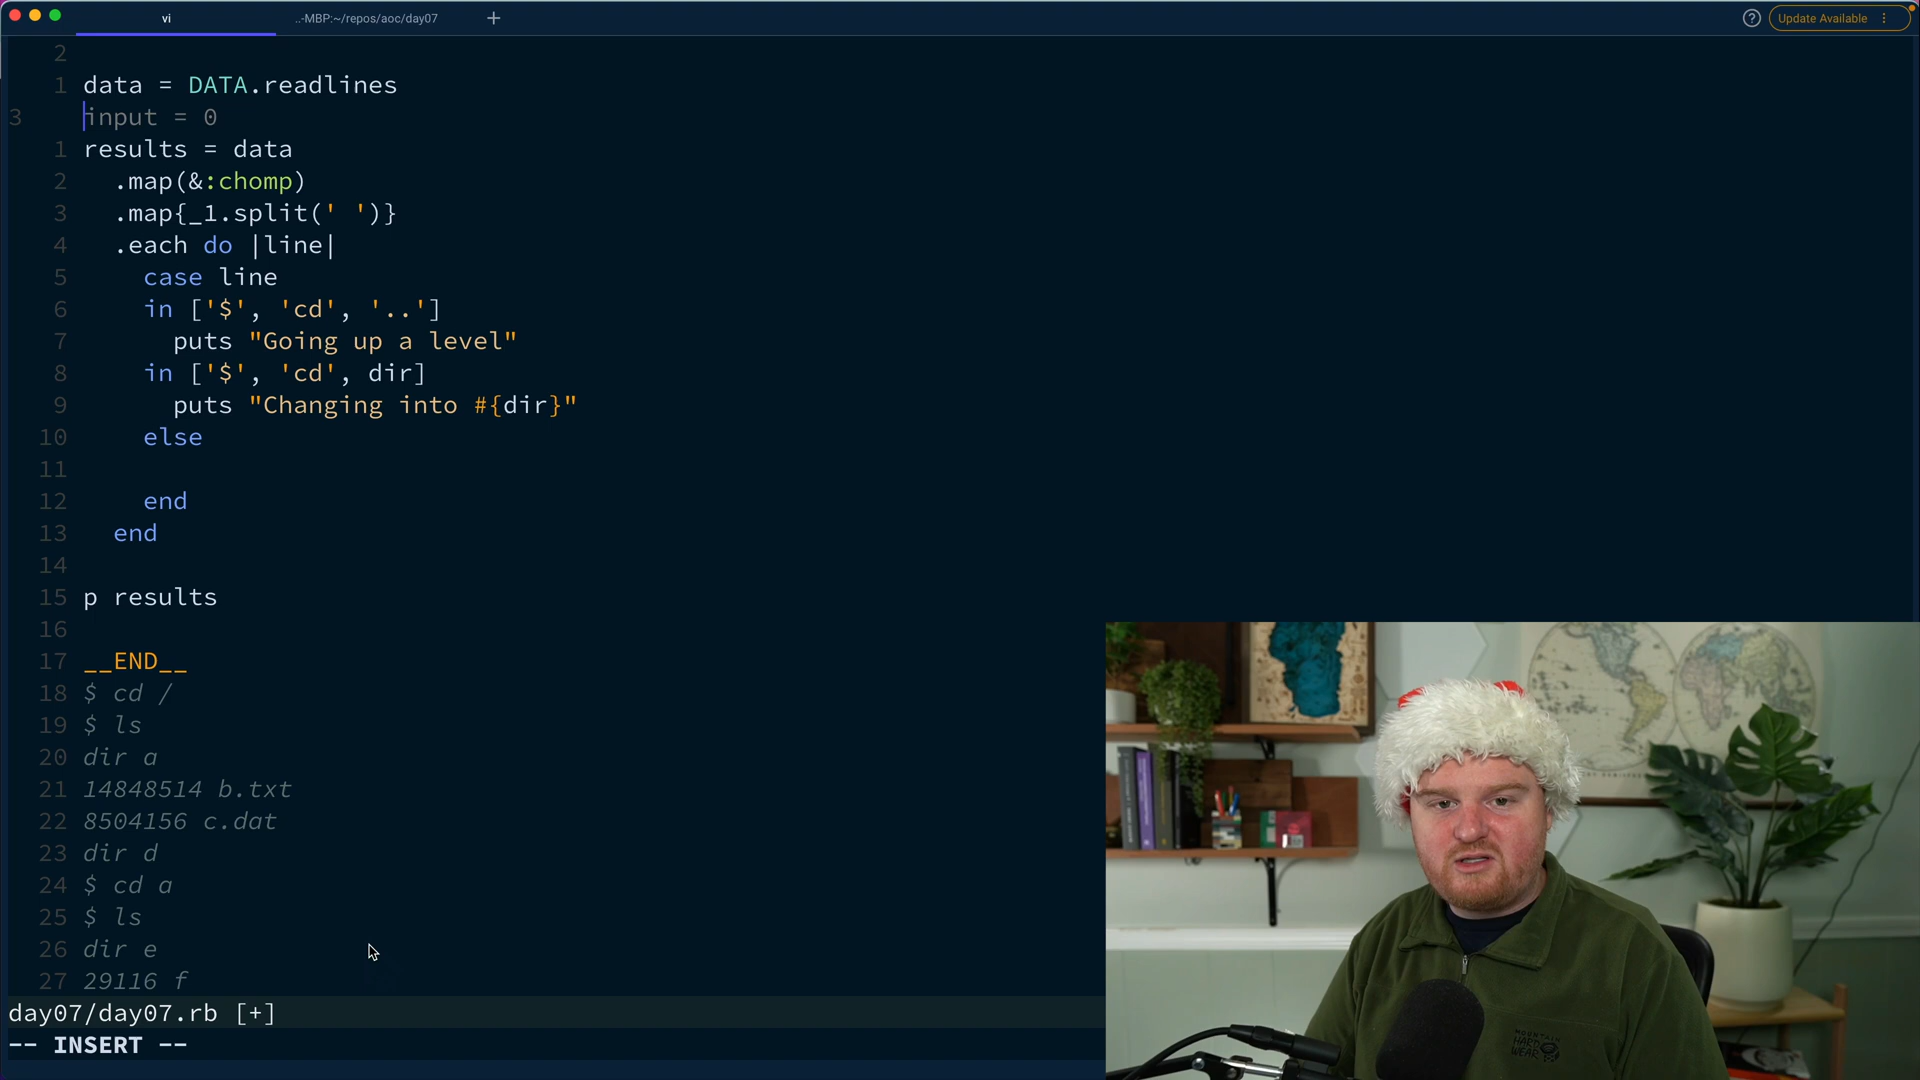 vi
..-MBP:~/repos/aoc/day07
+
?
Update Available
2
1 data = DATA.readlines
3 input = 0
1 results = data
2 .map(&:chomp)
3 .map{_1.split(' ')}
4 .each do |line|
5 case line
6 in ['$', 'cd', '..']
7 puts "Going up a level"
8 in ['$', 'cd', dir]
9 puts "Changing into #{dir}"
10 else
11
12 end
13 end
14
15 p results
16
17 __END__
18 $ cd /
19 $ ls
20 dir a
21 14848514 b.txt
22 8504156 c.dat
23 dir d
24 $ cd a
25 $ ls
26 dir e
27 29116 f
day07/day07.rb [+]
-- INSERT --
MOUNTAIN
HARD
WEAR